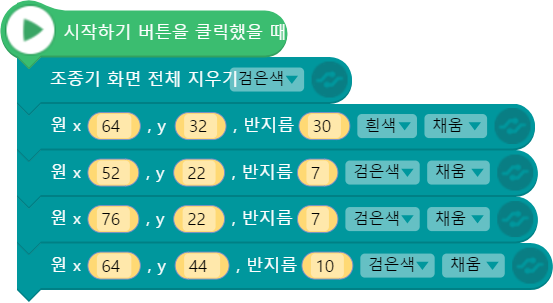 시작하기 버튼을 클릭했을 때
조종기 화면 전체 지우기 검은색
원 x 64 , y 32 , 반지름 30 흰색 채움
원 x 52 , y 22 , 반지름 7 검은색 채움
원 x 76 , y 22 , 반지름 7 검은색 채움
원 x 64 , y 44 , 반지름 10 검은색 채움